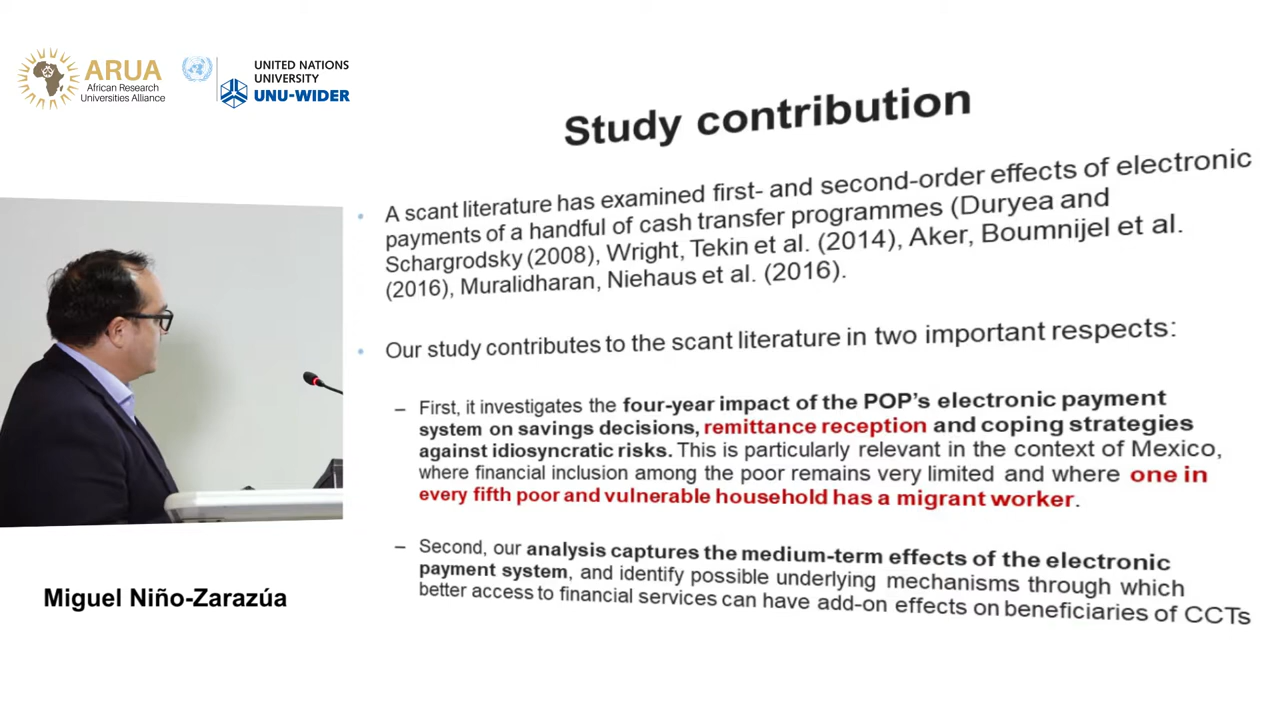 ARUA
African Research
Universities Alliance
UNITED NATIONS
UNIVERSITY
UNU-WIDER
Study contribution
• A scant literature has examined first- and second-order effects of electronic
payments of a handful of cash transfer programmes (Duryea and
Schargrodsky (2008), Wright, Tekin et al. (2014), Aker, Boumnijel et al.
(2016), Muralidharan, Niehaus et al. (2016).
• Our study contributes to the scant literature in two important respects:
– First, it investigates the four-year impact of the POP’s electronic payment
system on savings decisions, remittance reception and coping strategies
against idiosyncratic risks. This is particularly relevant in the context of Mexico,
where financial inclusion among the poor remains very limited and where one in
every fifth poor and vulnerable household has a migrant worker.
– Second, our analysis captures the medium-term effects of the electronic
payment system, and identify possible underlying mechanisms through which
better access to financial services can have add-on effects on beneficiaries of CCTs
Miguel Niño-Zarazúa